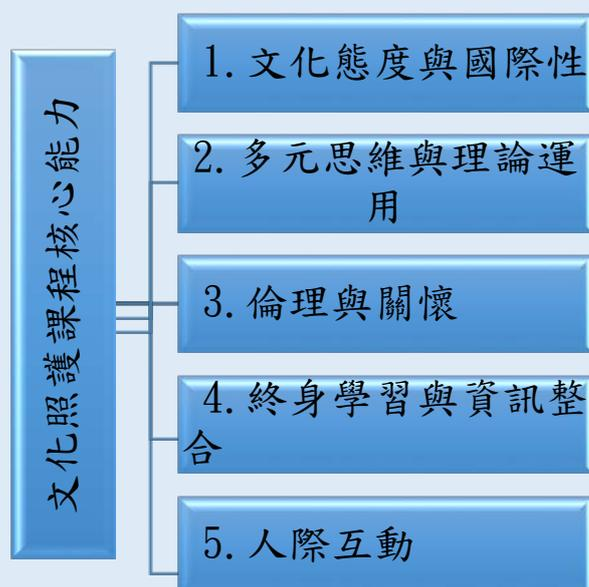 文化照護課程核心能力
1.文化態度與國際性
2.多元思維與理論運
用
3.倫理與關懷
4.終身學習與資訊整
合
5.人際互動